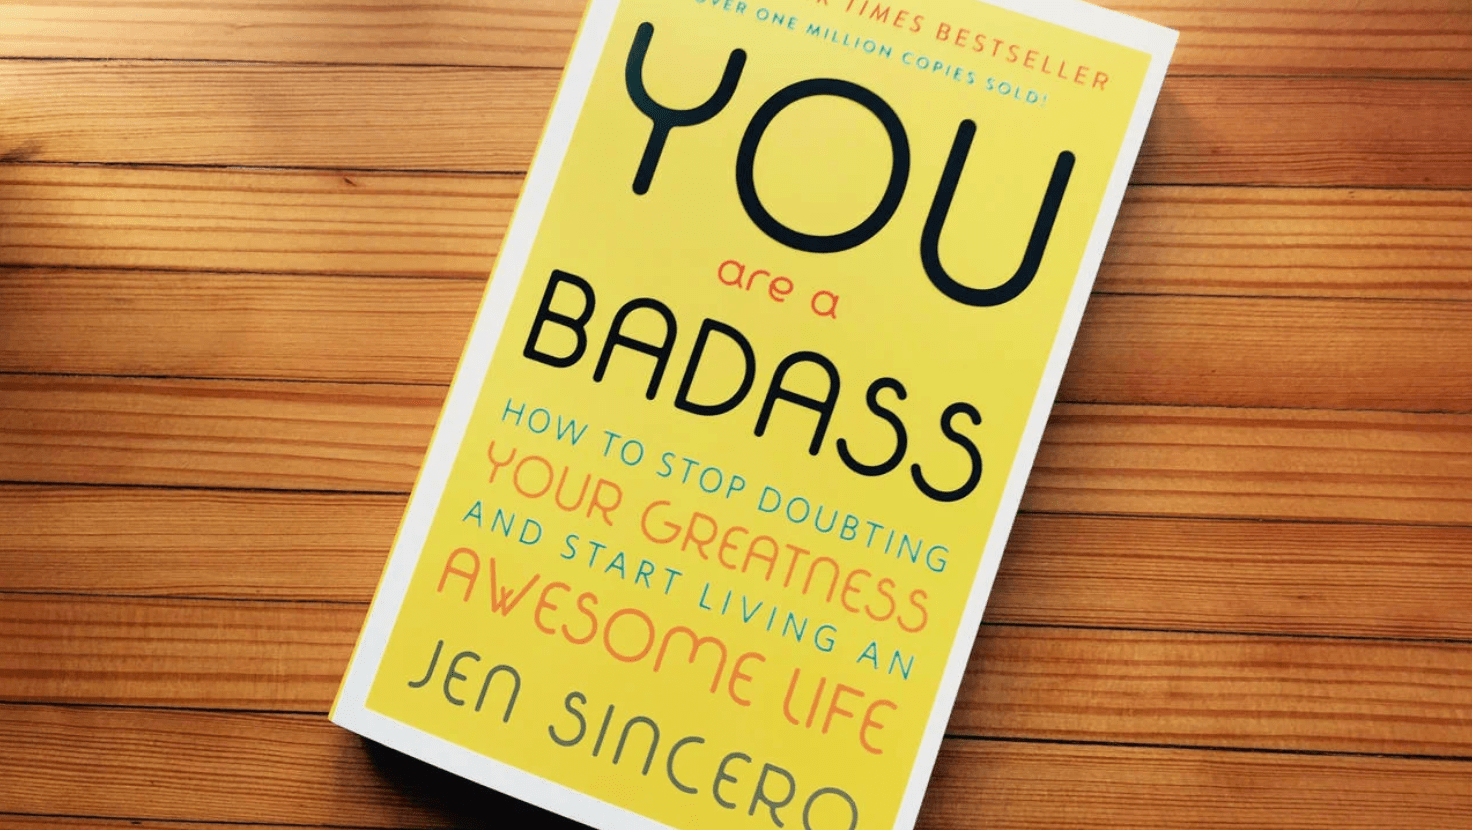 TIMES BESTSELLER
OVER ONE MILLION COPIES SOLD!
YOU
are a
BADASS
HOW TO STOP DOUBTING
YOUR GREATNESS
AND START LIVING AN
AWESOME LIFE
JEN SINCERO